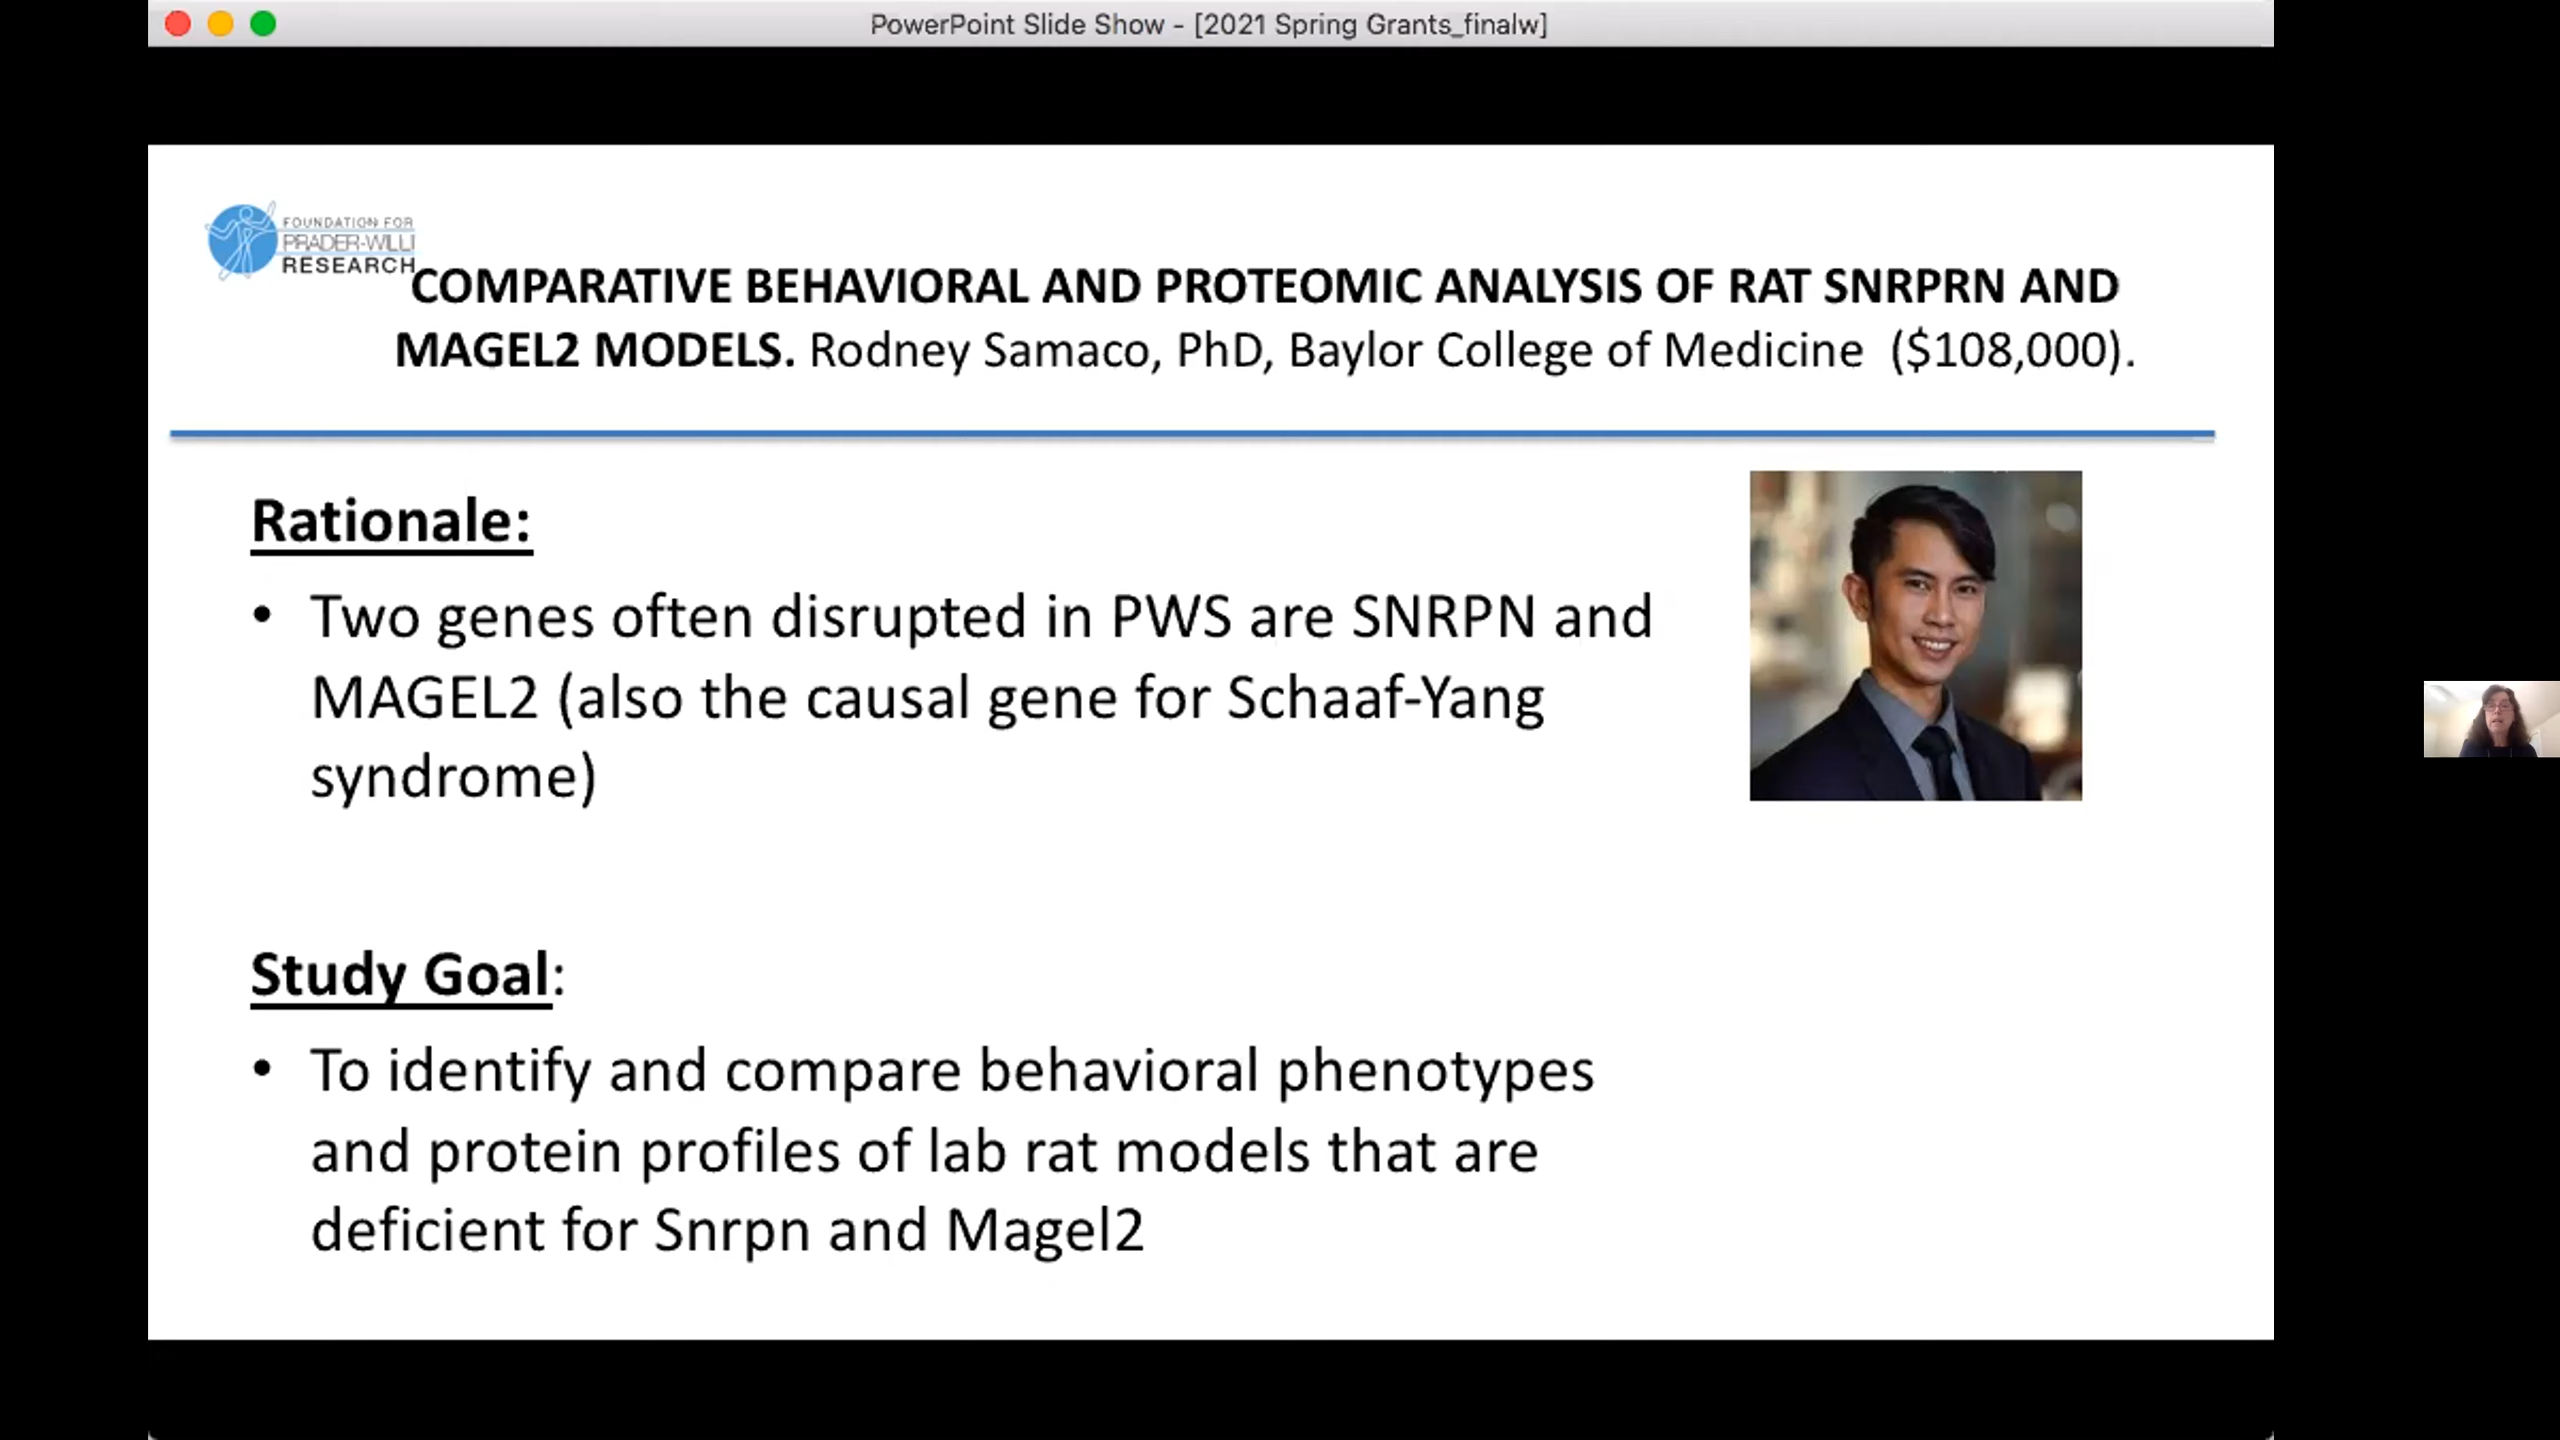 PowerPoint Slide Show - [2021 Spring Grants_finalw]
FOUNDATION FOR
PRADER-WILLI
RESEARCH
COMPARATIVE BEHAVIORAL AND PROTEOMIC ANALYSIS OF RAT SNRPRN AND
MAGEL2 MODELS. Rodney Samaco, PhD, Baylor College of Medicine ($108,000).
Rationale:
• Two genes often disrupted in PWS are SNRPN and
MAGEL2 (also the causal gene for Schaaf-Yang
syndrome)
Study Goal:
• To identify and compare behavioral phenotypes
and protein profiles of lab rat models that are
deficient for Snrpn and Magel2